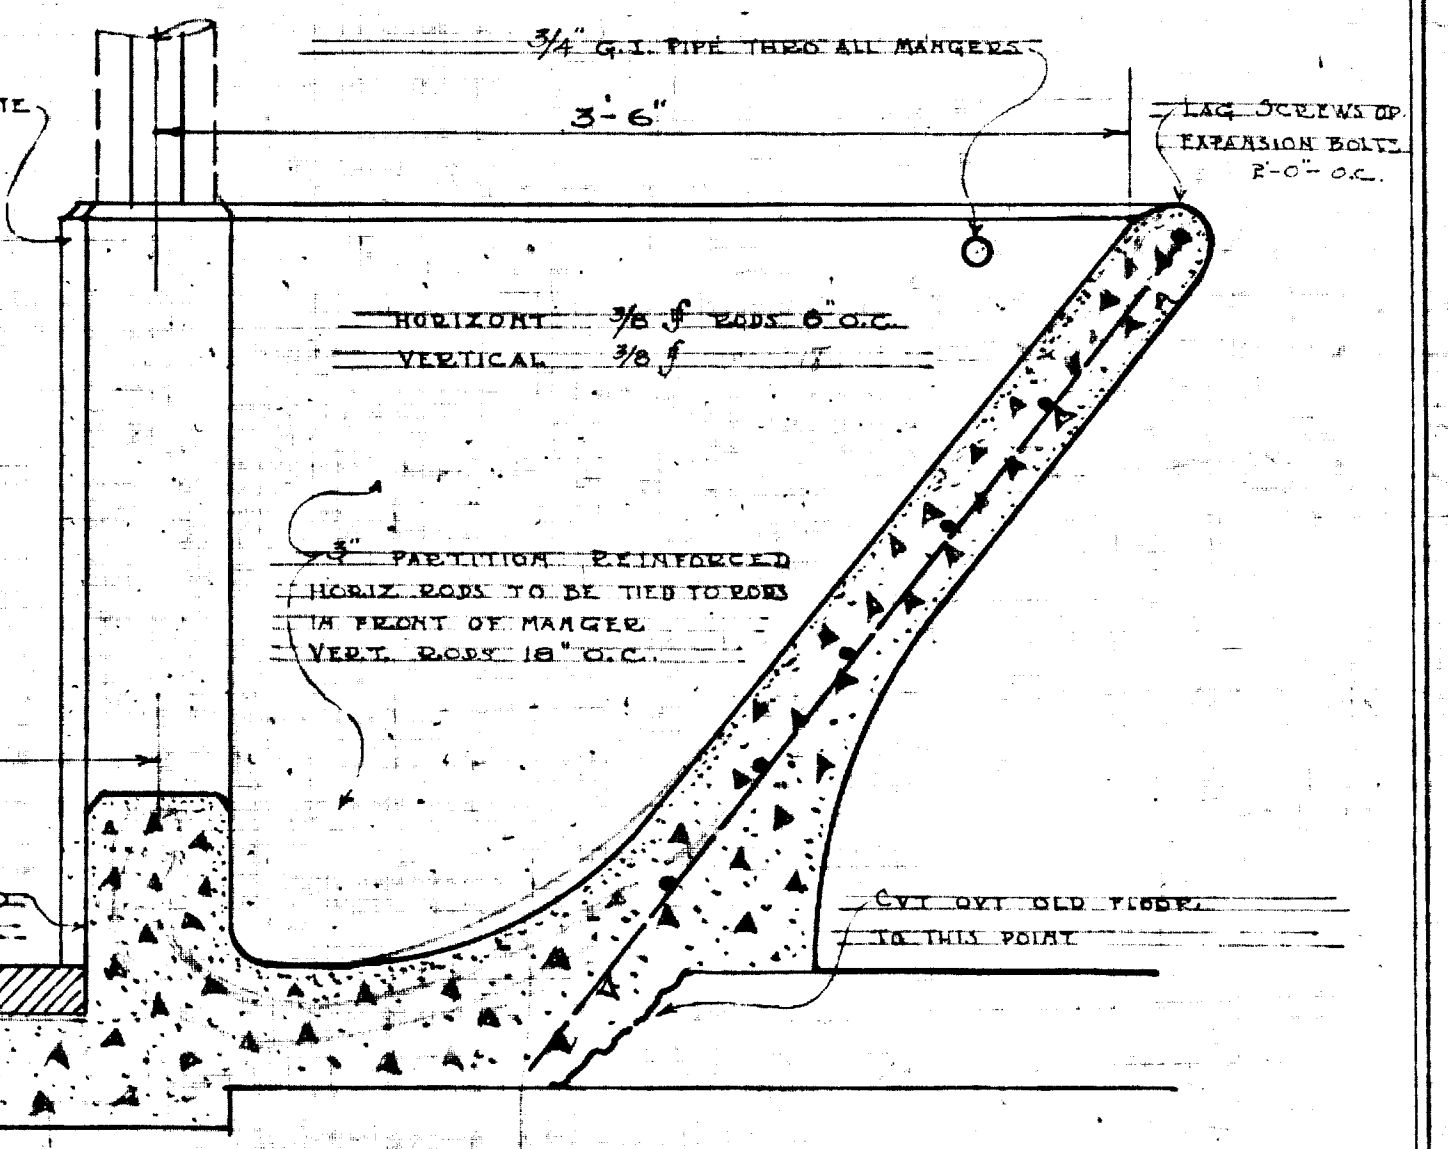 3/4" G.I. PIPE THRO ALL MANGERS
3'-6"
LAG SCREWS OR
EXPANSION BOLTS
2'-0"- O.C.
TE
HORIZONT 3/8 ∮ RODS 6" O.C.
VERTICAL 3/8 ∮
3" PARTITION REINFORCED
HORIZ RODS TO BE TIED TO RODS
IN FRONT OF MANGER
VERT. RODS 18" O.C.
CUT OUT OLD FLOOR
TO THIS POINT